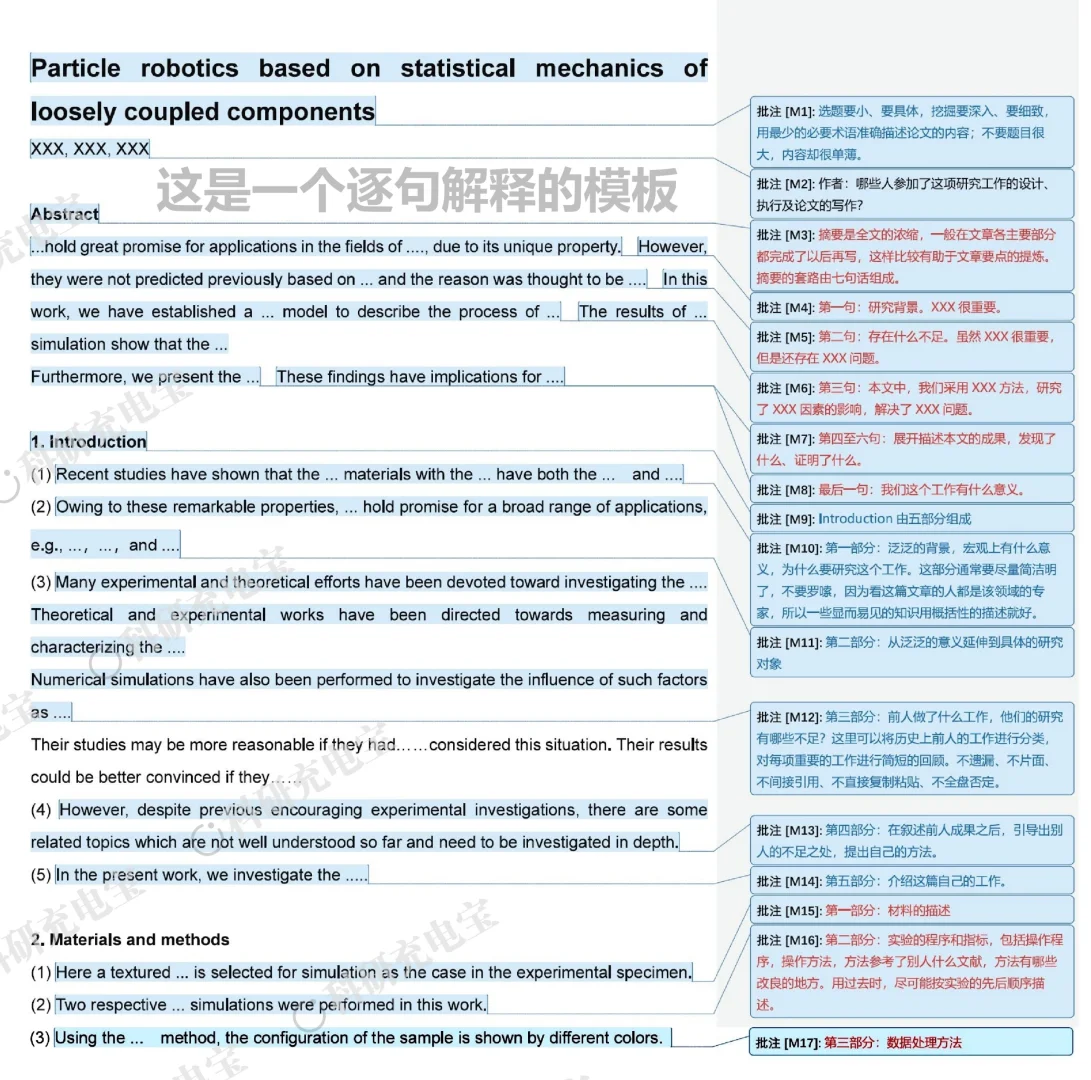 Particle robotics based on statistical mechanics of
loosely coupled components
XXX, XXX, XXX
这是一个逐句解释的模板
Abstract
...hold great promise for applications in the fields of ...., due to its unique property. However,
they were not predicted previously based on ... and the reason was thought to be .... In this
work, we have established a ... model to describe the process of ... The results of ...
simulation show that the ...
Furthermore, we present the ... These findings have implications for ....
1. Introduction
(1) Recent studies have shown that the ... materials with the ... have both the ... and ....
(2) Owing to these remarkable properties, ... hold promise for a broad range of applications,
e.g., ..., ..., and ....
(3) Many experimental and theoretical efforts have been devoted toward investigating the ....
Theoretical and experimental works have been directed towards measuring and
characterizing the ....
Numerical simulations have also been performed to investigate the influence of such factors
as ....
Their studies may be more reasonable if they had……considered this situation. Their results
could be better convinced if they……
(4) However, despite previous encouraging experimental investigations, there are some
related topics which are not well understood so far and need to be investigated in depth.
(5) In the present work, we investigate the .....
2. Materials and methods
(1) Here a textured ... is selected for simulation as the case in the experimental specimen.
(2) Two respective ... simulations were performed in this work.
(3) Using the ... method, the configuration of the sample is shown by different colors.
批注 [M1]: 选题要小、要具体，挖掘要深入、要细致，
用最少的必要术语准确描述论文的内容；不要题目很
大，内容却很单薄。
批注 [M2]: 作者：哪些人参加了这项研究工作的设计、
执行及论文的写作？
批注 [M3]: 摘要是全文的浓缩，一般在文章各主要部分
都完成了以后再写，这样比较有助于文章要点的提炼。
摘要的套路由七句话组成。
批注 [M4]: 第一句：研究背景。XXX 很重要。
批注 [M5]: 第二句：存在什么不足。虽然 XXX 很重要，
但是还存在 XXX 问题。
批注 [M6]: 第三句：本文中，我们采用 XXX 方法，研究
了 XXX 因素的影响，解决了 XXX 问题。
批注 [M7]: 第四至六句：展开描述本文的成果，发现了
什么、证明了什么。
批注 [M8]: 最后一句：我们这个工作有什么意义。
批注 [M9]: Introduction 由五部分组成
批注 [M10]: 第一部分：泛泛的背景，宏观上有什么意
义，为什么要研究这个工作。这部分通常要尽量简洁明
了，不要罗嗦，因为看这篇文章的人都是该领域的专
家，所以一些显而易见的知识用概括性的描述就好。
批注 [M11]: 第二部分：从泛泛的意义延伸到具体的研究
对象
批注 [M12]: 第三部分：前人做了什么工作，他们的研究
有哪些不足？这里可以将历史上前人的工作进行分类，
对每项重要的工作进行简短的回顾。不遗漏、不片面、
不间接引用、不直接复制粘贴、不全盘否定。
批注 [M13]: 第四部分：在叙述前人成果之后，引导出别
人的不足之处，提出自己的方法。
批注 [M14]: 第五部分：介绍这篇自己的工作。
批注 [M15]: 第一部分：材料的描述
批注 [M16]: 第二部分：实验的程序和指标，包括操作程
序，操作方法，方法参考了别人什么文献，方法有哪些
改良的地方。用过去时，尽可能按实验的先后顺序描
述。
批注 [M17]: 第三部分：数据处理方法
科研充电宝
科研充电宝
科研充电宝
科研充电宝
科研充电宝